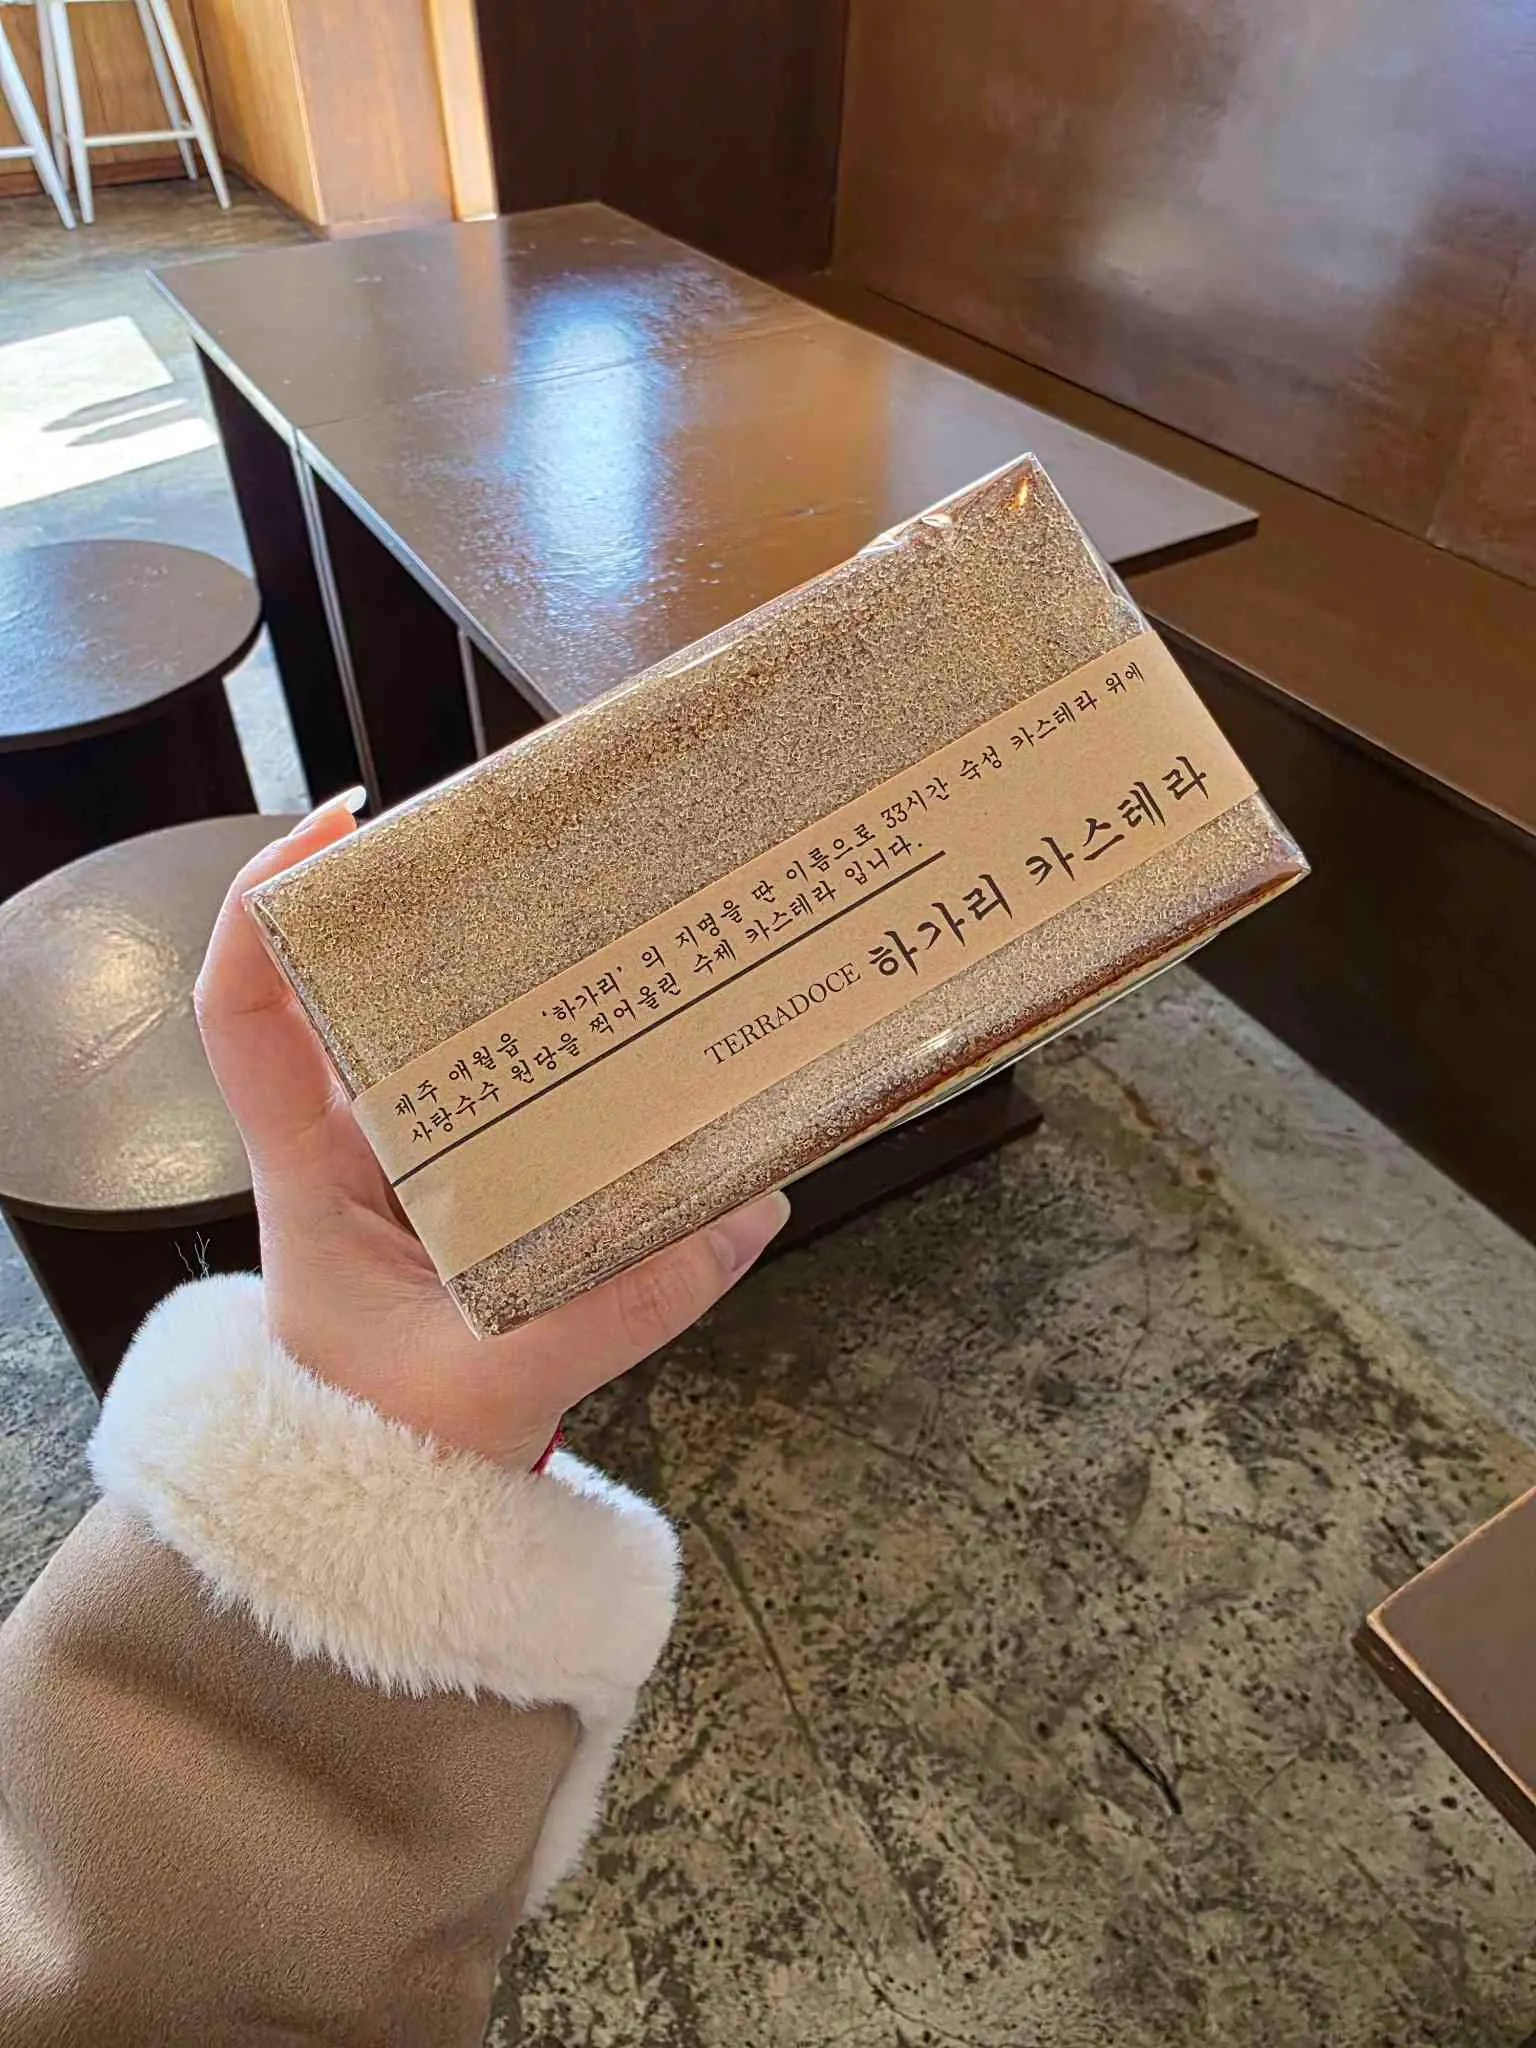 제주 애월읍 '하가리' 의 지명을 딴 이름으로 33시간 숙성 카스테라 위에
사탕수수 원당을 찍어올린 수제 카스테라 입니다.
TERRADOCE 하가리 카스테라